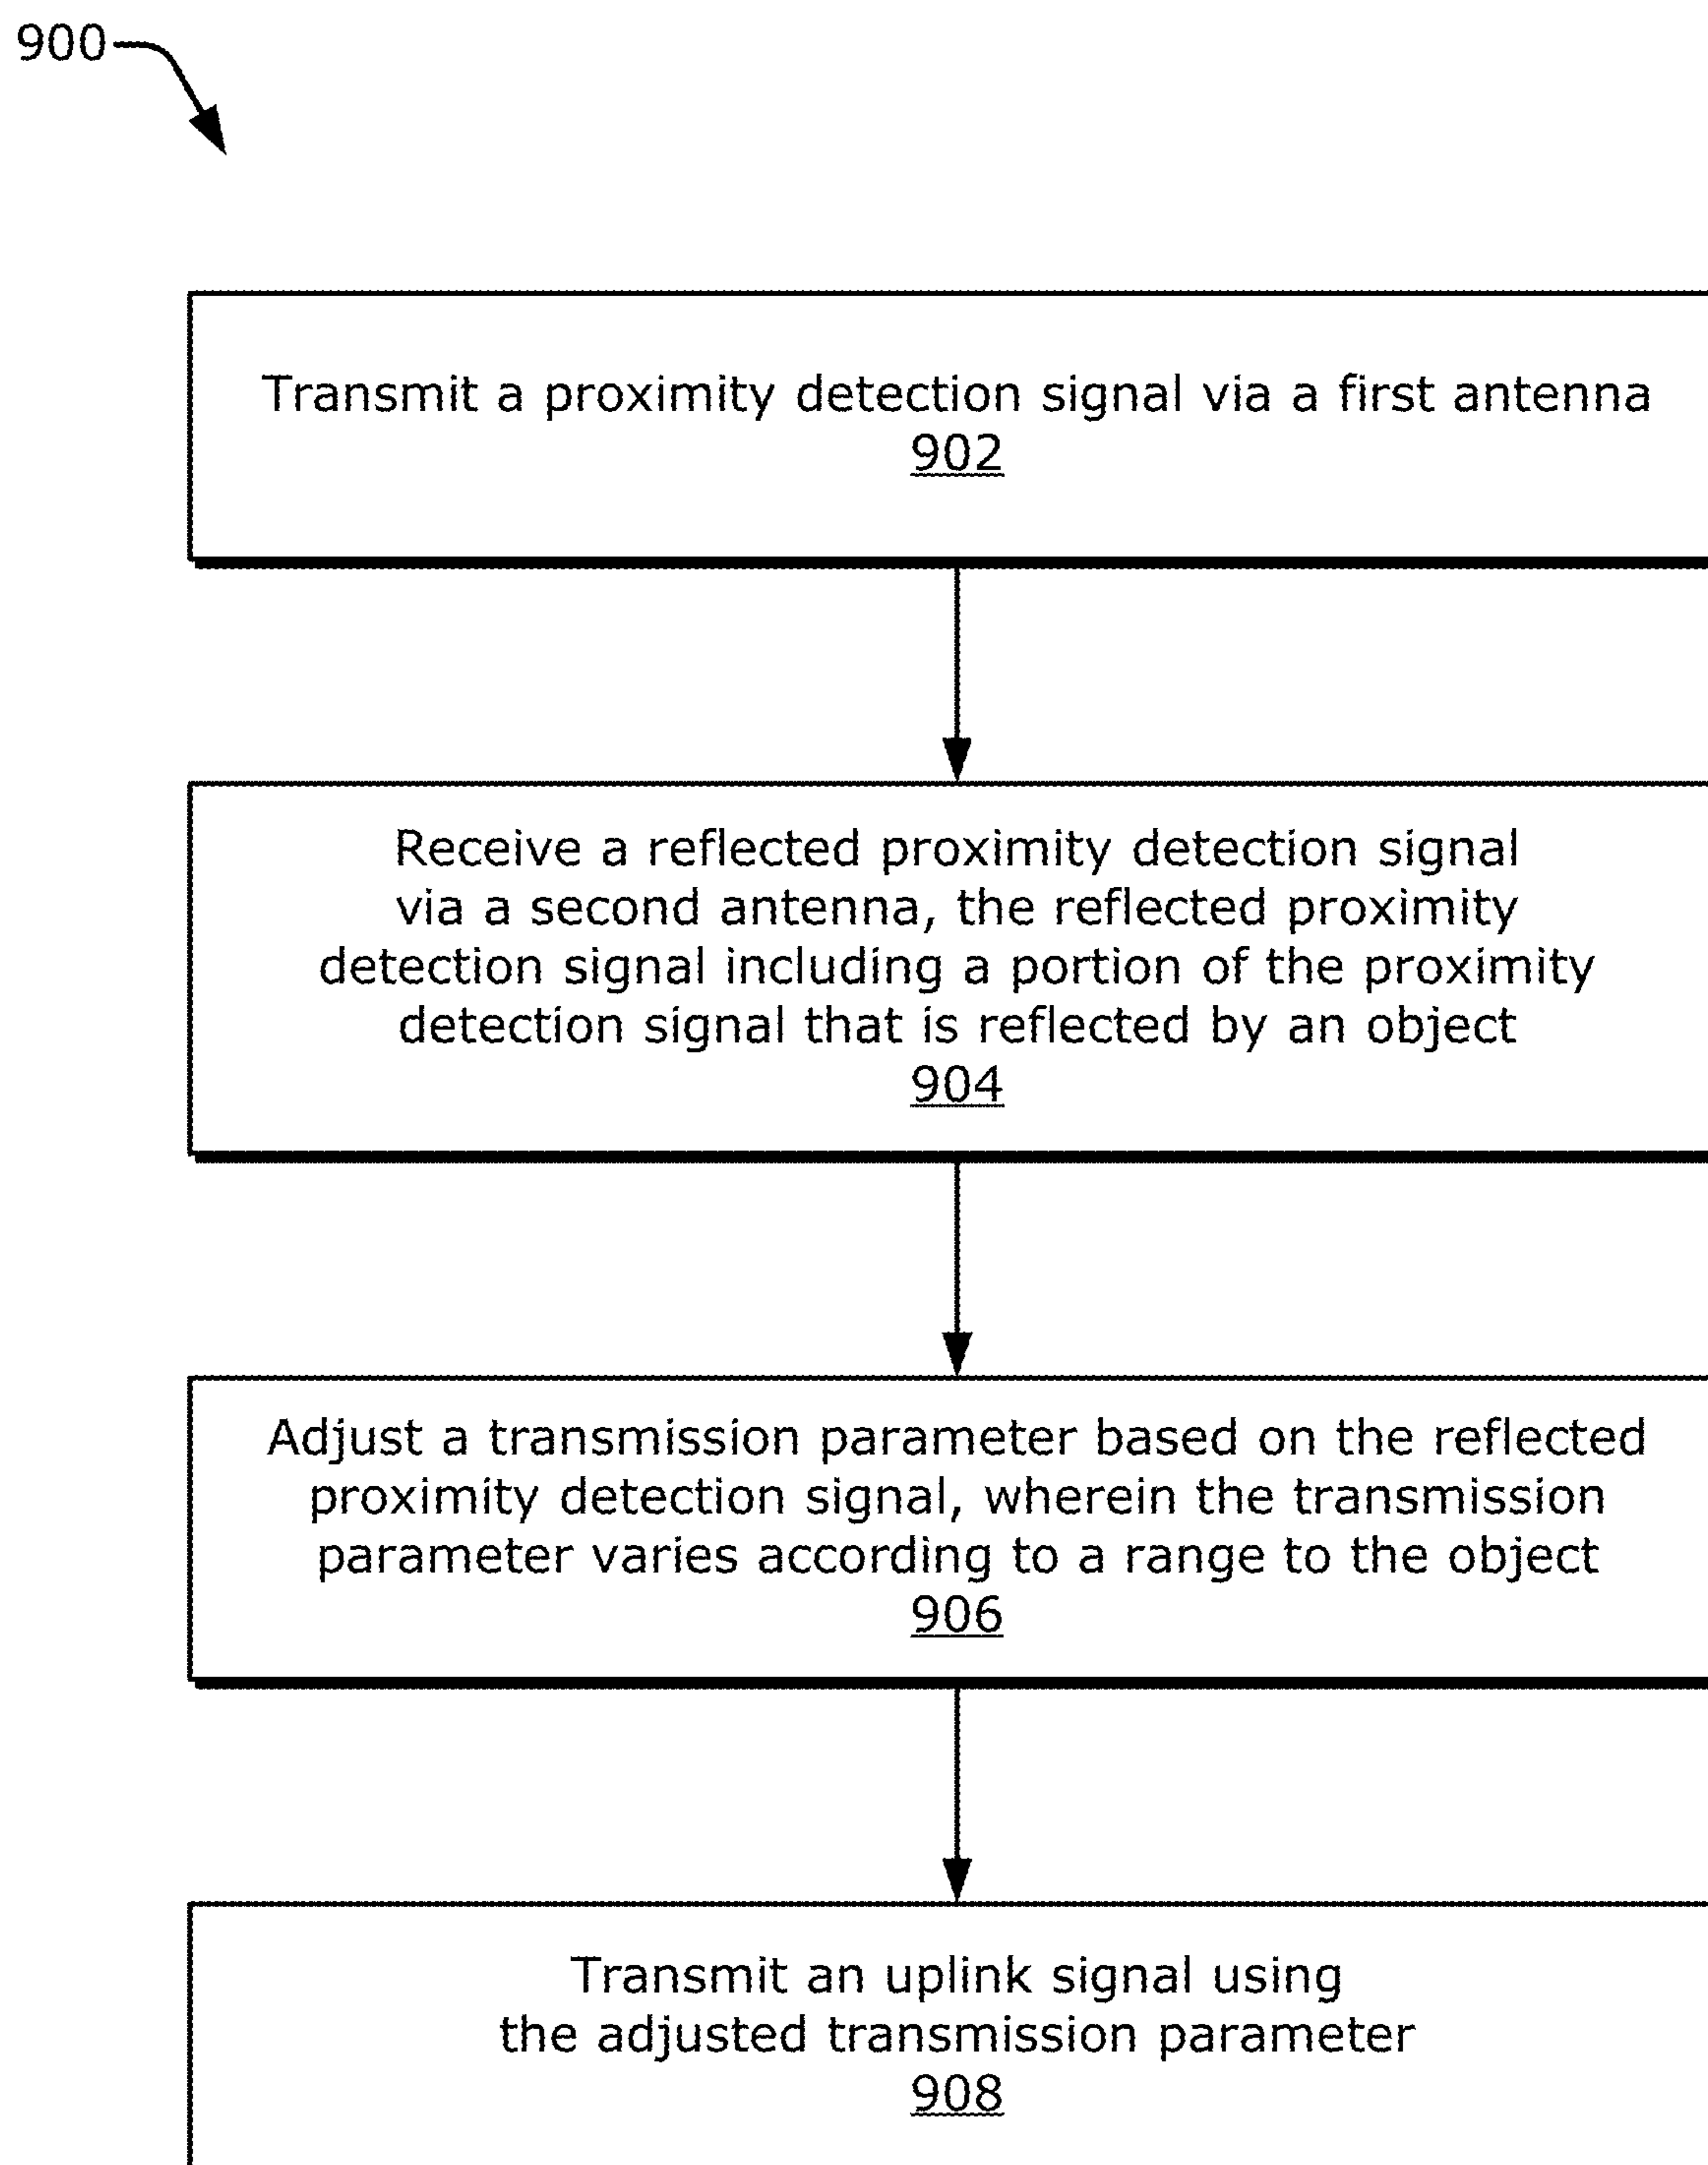 900
Transmit a proximity detection signal via a first antenna
902
Receive a reflected proximity detection signal
via a second antenna, the reflected proximity
detection signal including a portion of the proximity
detection signal that is reflected by an object
904
Adjust a transmission parameter based on the reflected
proximity detection signal, wherein the transmission
parameter varies according to a range to the object
906
Transmit an uplink signal using
the adjusted transmission parameter
908